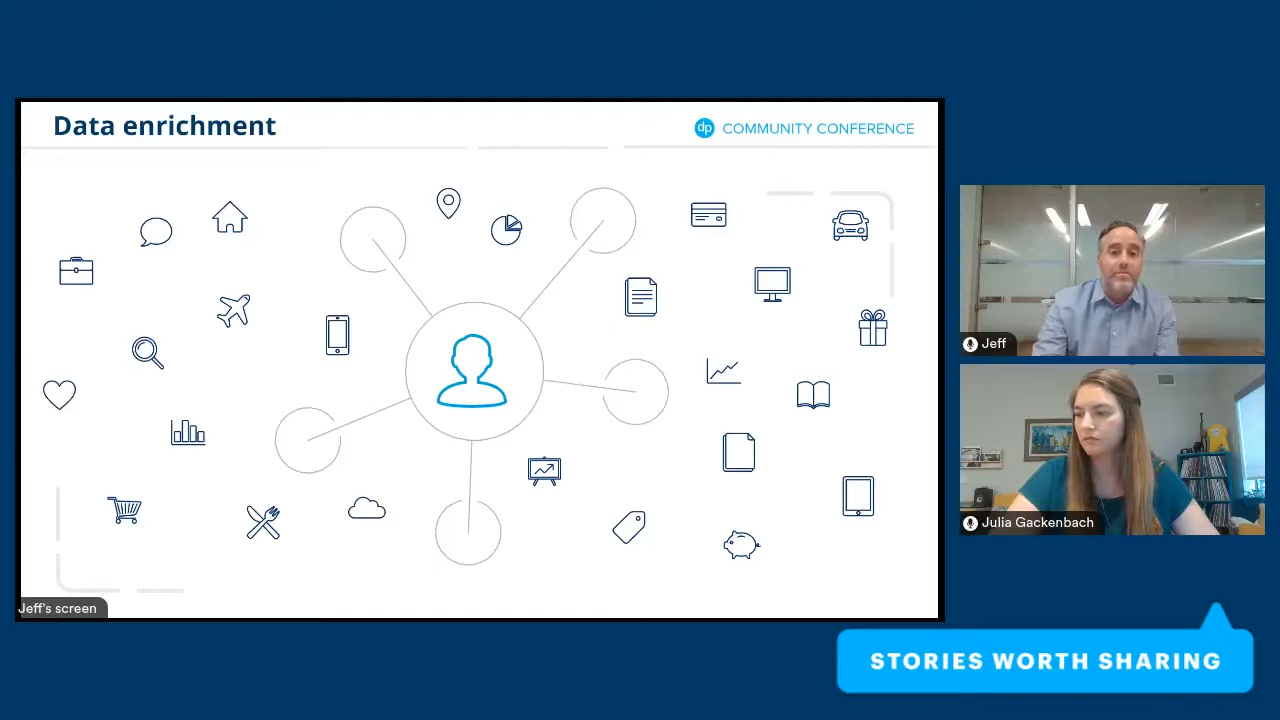 Data enrichment
dp COMMUNITY CONFERENCE
Jeff's screen
Jeff
Julia Gackenbach
STORIES WORTH SHARING